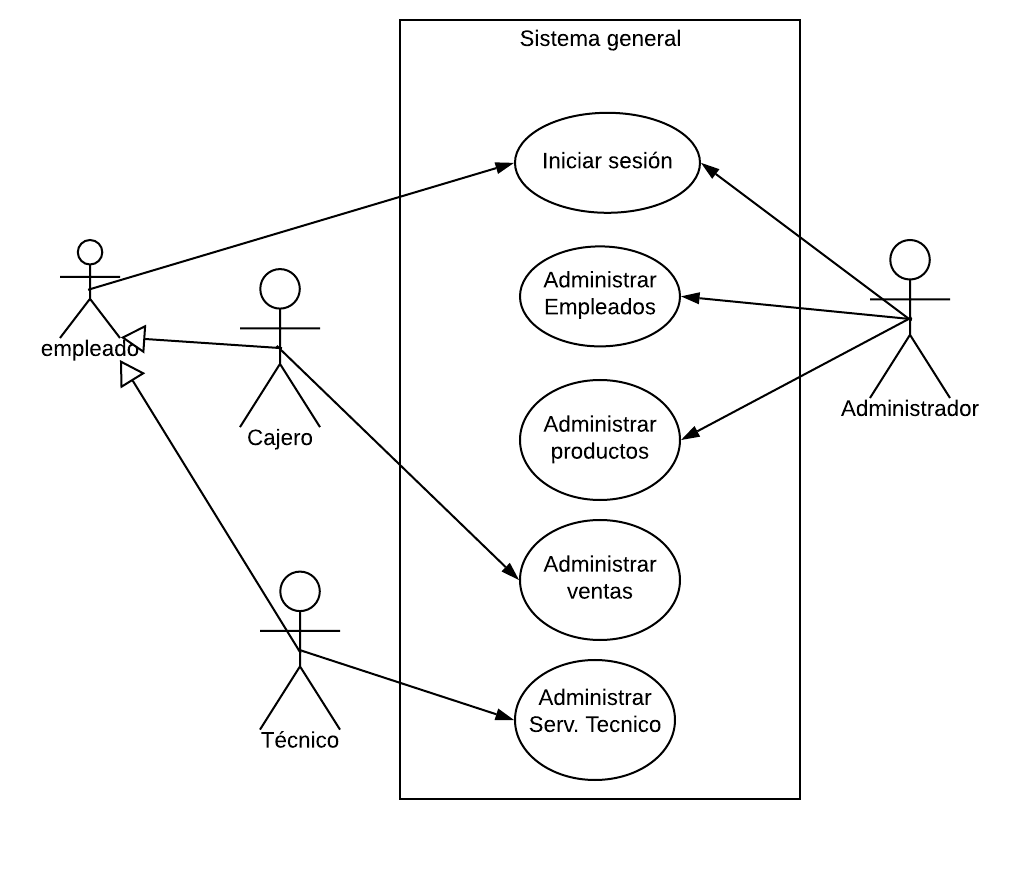 Sistema general
Iniciar sesión
Administrar
Empleados
empleado
Administrador
Cajero
Administrar
productos
Administrar
ventas
Administrar
Serv. Tecnico
Técnico